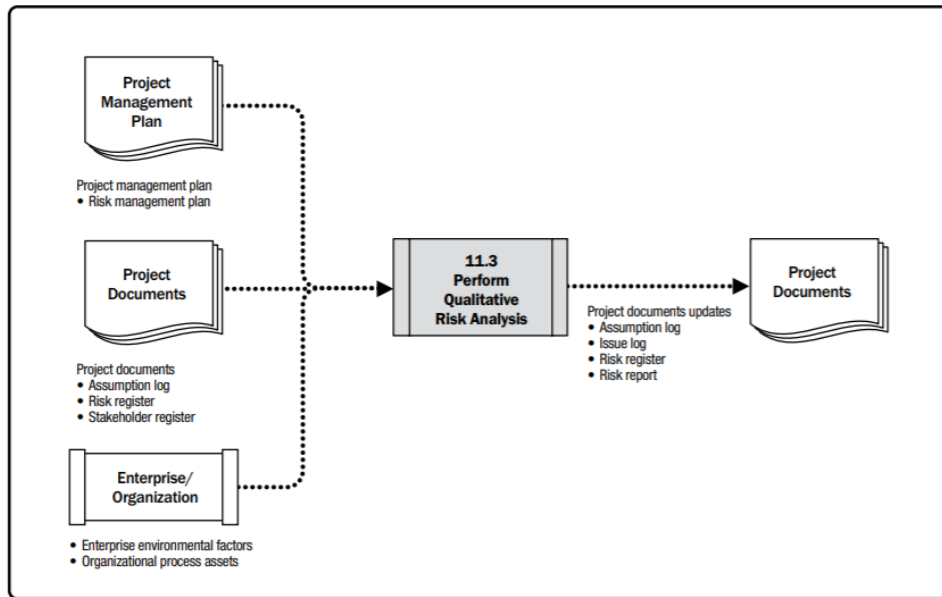 Project
Management
Plan
Project management plan
• Risk management plan
Project
Documents
Project documents
• Assumption log
• Risk register
• Stakeholder register
Enterprise/
Organization
• Enterprise environmental factors
• Organizational process assets
11.3
Perform
Qualitative
Risk Analysis
Project documents updates
• Assumption log
• Issue log
• Risk register
• Risk report
Project
Documents